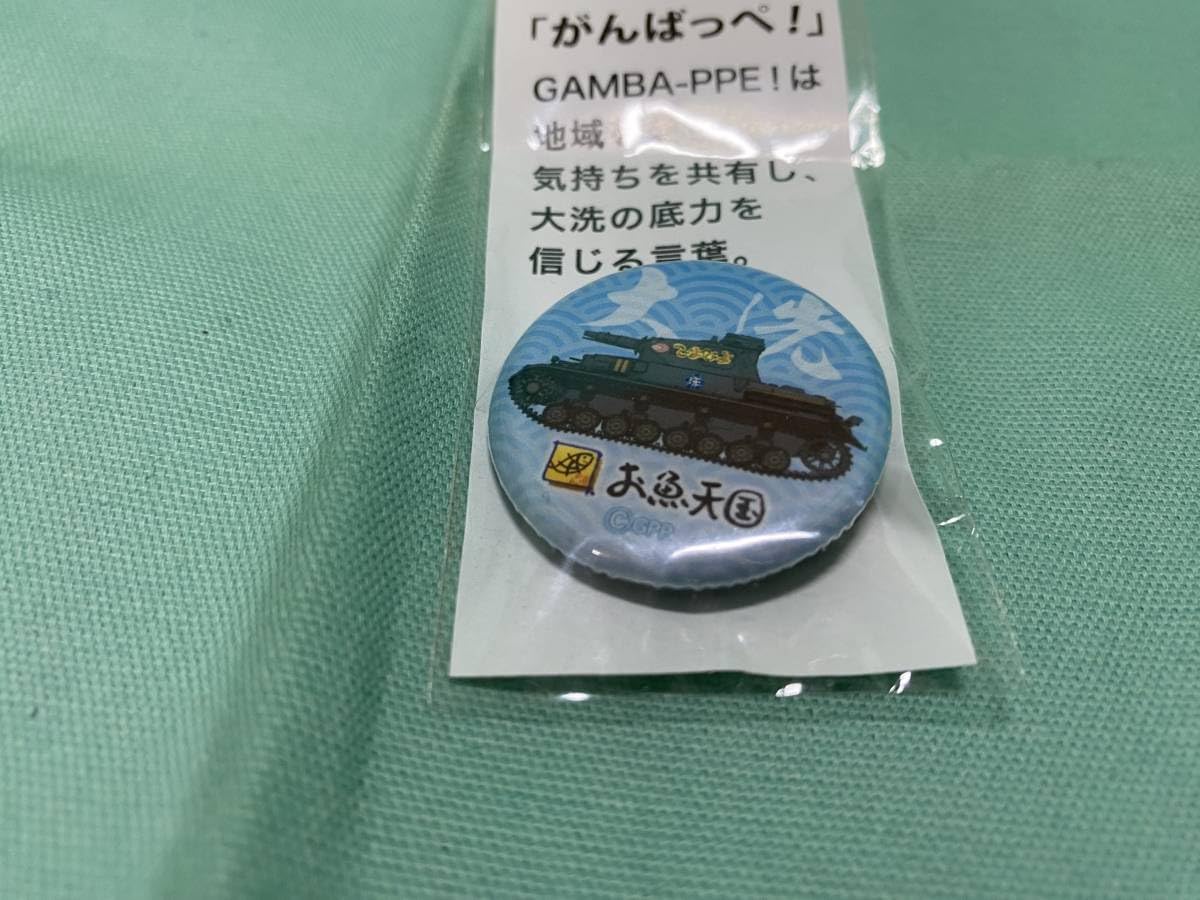 「がんばっぺ!」
GAMBA-PPE!は
地域
気持ちを共有し、
大洗の底力を
信じる言葉。
大洗
洋
お魚天国
©GPP